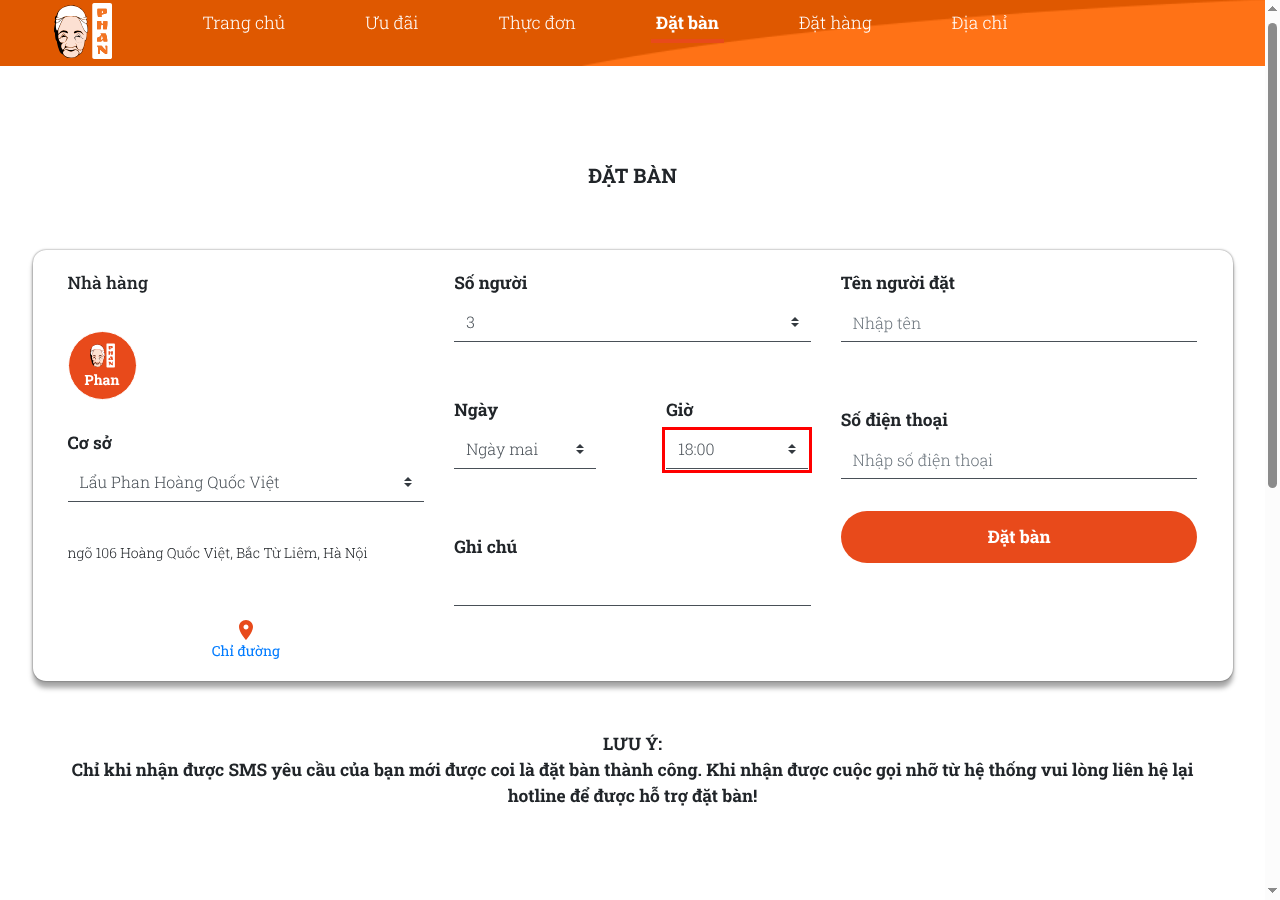 PHAN
Trang chủ
Ưu đãi
Thực đơn
Đặt bàn
Đặt hàng
Địa chỉ
ĐẶT BÀN
Nhà hàng
PHAN
Phan
Cơ sở
Lẩu Phan Hoàng Quốc Việt
ngõ 106 Hoàng Quốc Việt, Bắc Từ Liêm, Hà Nội
Chỉ đường
Số người
3
Ngày
Giờ
Ngày mai
18:00
Ghi chú
Tên người đặt
Nhập tên
Số điện thoại
Nhập số điện thoại
Đặt bàn
LƯU Ý:
Chỉ khi nhận được SMS yêu cầu của bạn mới được coi là đặt bàn thành công. Khi nhận được cuộc gọi nhỡ từ hệ thống vui lòng liên hệ lại
hotline để được hỗ trợ đặt bàn!